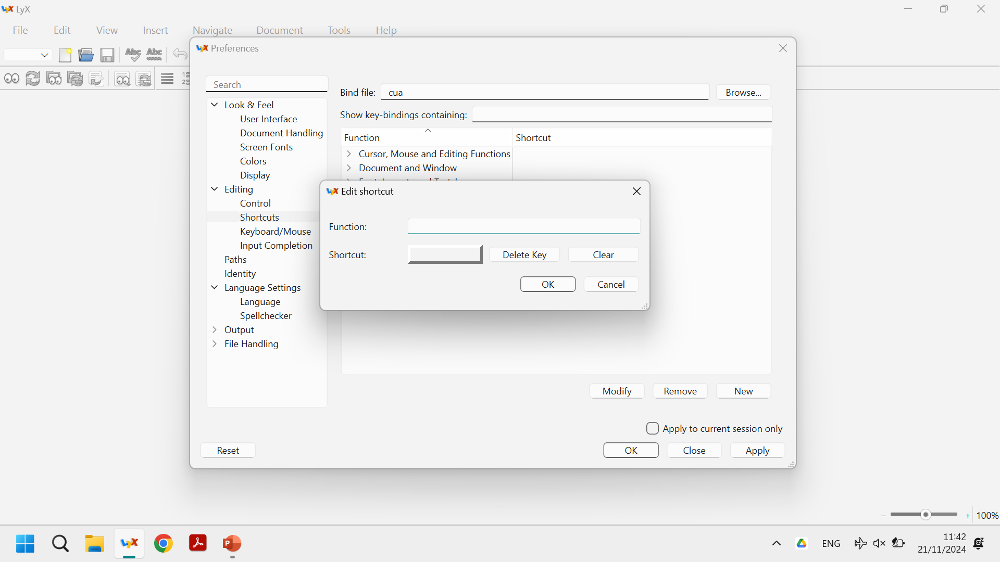 LyX
File Edit View Insert Navigate Document Tools Help
Preferences
Search
Look & Feel
User Interface
Document Handling
Screen Fonts
Colors
Display
Editing
Control
Shortcuts
Keyboard/Mouse
Input Completion
Paths
Identity
Language Settings
Language
Spellchecker
Output
File Handling
Bind file: cua Browse...
Show key-bindings containing:
Function Shortcut
Cursor, Mouse and Editing Functions
Document and Window
Edit shortcut
Function:
Shortcut: Delete Key Clear
OK Cancel
Modify Remove New
Apply to current session only
Reset OK Close Apply
- + 100%
ENG
11:42
21/11/2024